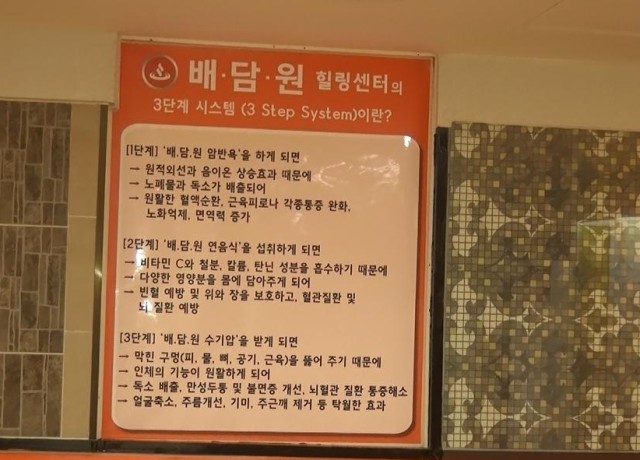 배·담·원 힐링센터의
3단계 시스템 (3 Step System)이란?
[1단계] '배.담.원 암반욕'을 하게 되면
→ 원적외선과 음이온 상승효과 때문에
→ 노폐물과 독소가 배출되어
→ 원활한 혈액순환, 근육피로나 각종통증 완화,
노화억제, 면역력 증가
[2단계] '배.담.원 연음식'을 섭취하게 되면
→ 비타민 C와 철분, 칼륨, 탄닌 성분을 흡수하기 때문에
→ 다양한 영양분을 몸에 담아주게 되어
→ 빈혈 예방 및 위와 장을 보호하고, 혈관질환 및
뇌 질환 예방
[3단계] '배.담.원 수기압'을 받게 되면
→ 막힌 구멍(피, 물, 뼈, 공기, 근육)을 뚫어 주기 때문에
→ 인체의 기능이 원활하게 되어
→ 독소 배출, 만성두통 및 불면증 개선, 뇌혈관 질환 통증해소
→ 얼굴축소, 주름개선, 기미, 주근깨 제거 등 탁월한 효과